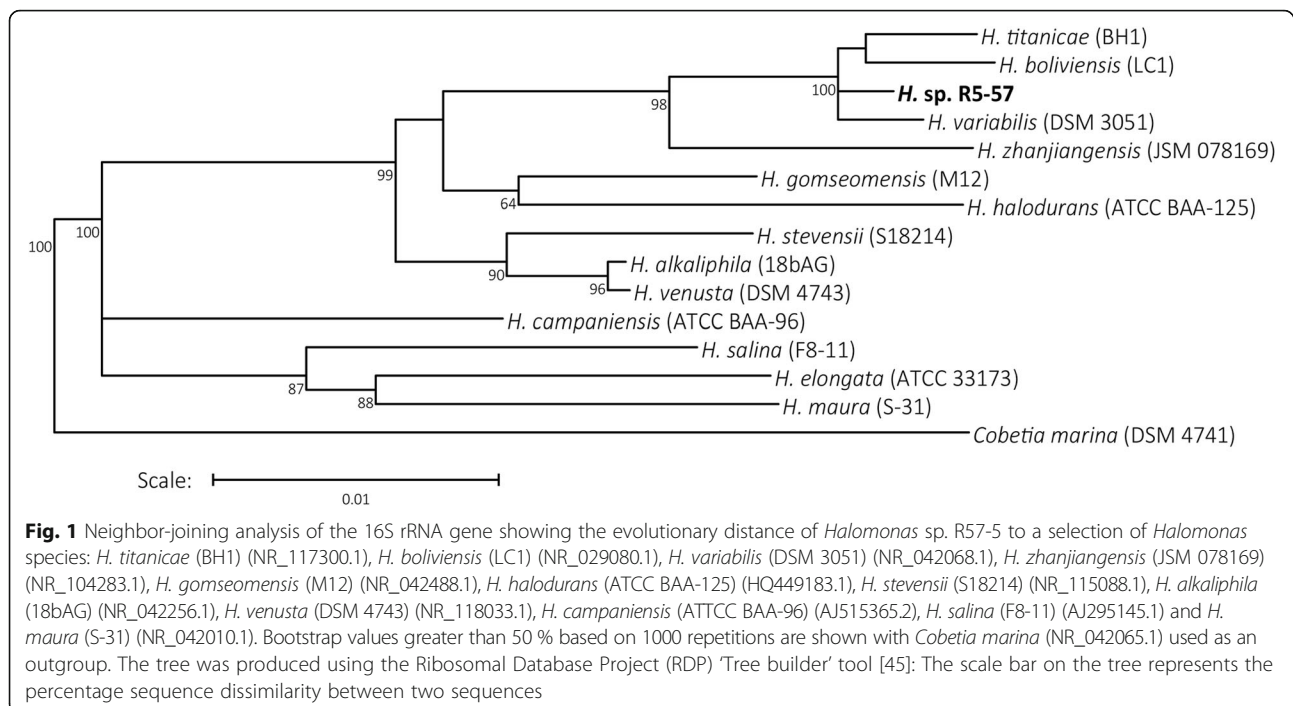 H. titanicae (BH1)
H. boliviensis (LC1)
100
H. sp. R5-57
98
H. variabilis (DSM 3051)
H. zhanjiangensis (JSM 078169)
99
H. gomseomensis (M12)
64
H. halodurans (ATCC BAA-125)
100
100
H. stevensii (S18214)
90
H. alkaliphila (18bAG)
96
H. venusta (DSM 4743)
H. campaniensis (ATCC BAA-96)
H. salina (F8-11)
87
H. elongata (ATCC 33173)
88
H. maura (S-31)
Cobetia marina (DSM 4741)
Scale:
0.01
Fig. 1 Neighbor-joining analysis of the 16S rRNA gene showing the evolutionary distance of Halomonas sp. R57-5 to a selection of Halomonas
species: H. titanicae (BH1) (NR_117300.1), H. boliviensis (LC1) (NR_029080.1), H. variabilis (DSM 3051) (NR_042068.1), H. zhanjiangensis (JSM 078169)
(NR_104283.1), H. gomseomensis (M12) (NR_042488.1), H. halodurans (ATCC BAA-125) (HQ449183.1), H. stevensii (S18214) (NR_115088.1), H. alkaliphila
(18bAG) (NR_042256.1), H. venusta (DSM 4743) (NR_118033.1), H. campaniensis (ATTCC BAA-96) (AJ515365.2), H. salina (F8-11) (AJ295145.1) and H.
maura (S-31) (NR_042010.1). Bootstrap values greater than 50 % based on 1000 repetitions are shown with Cobetia marina (NR_042065.1) used as an
outgroup. The tree was produced using the Ribosomal Database Project (RDP) ‘Tree builder’ tool [45]: The scale bar on the tree represents the
percentage sequence dissimilarity between two sequences